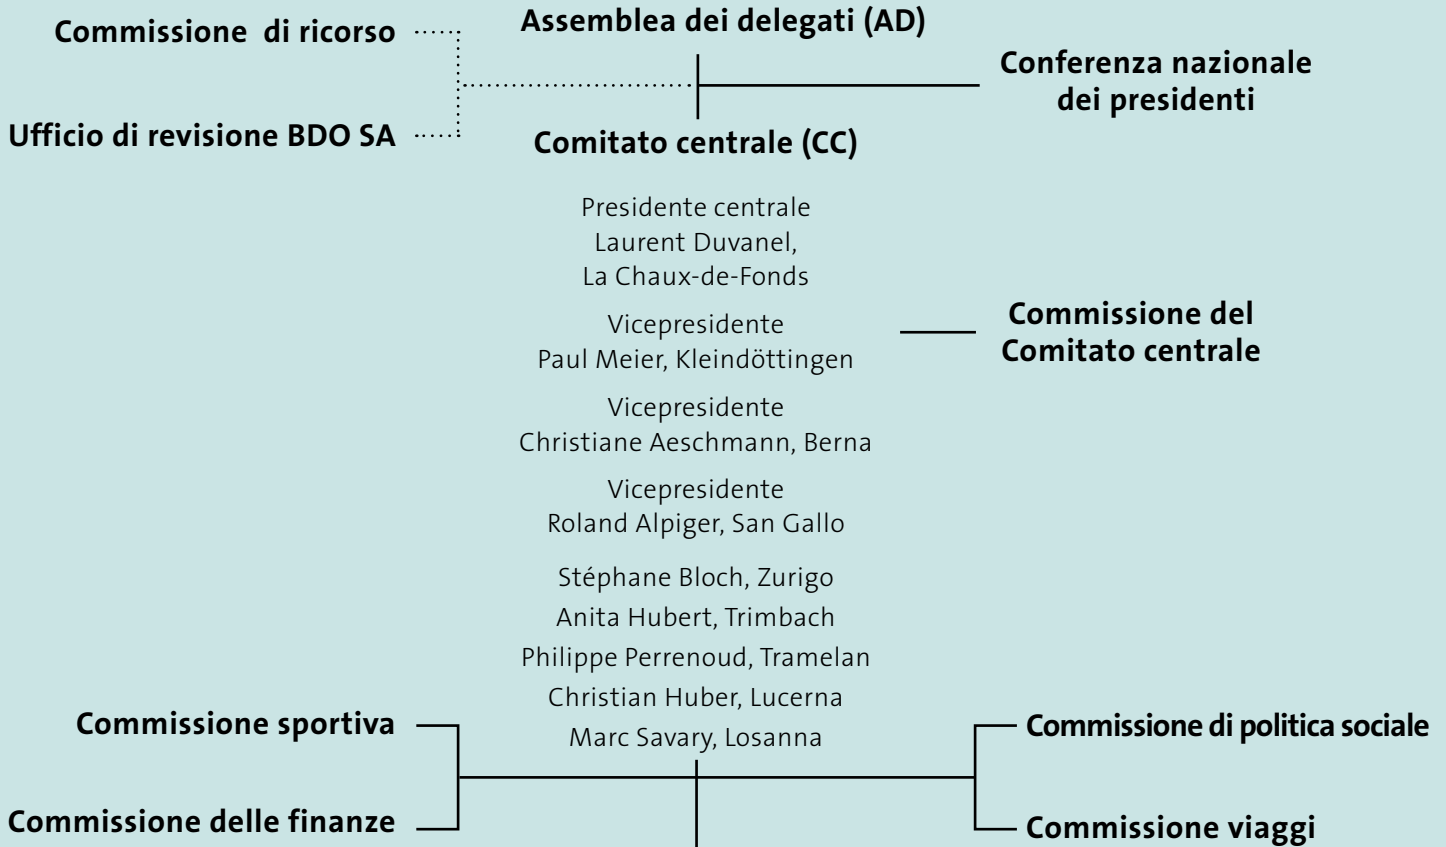 Commissione di ricorso
Assemblea dei delegati (AD)
Conferenza nazionale
dei presidenti
Ufficio di revisione BDO SA
Comitato centrale (CC)
Presidente centrale
Laurent Duvanel,
La Chaux-de-Fonds
Vicepresidente
Paul Meier, Kleindöttingen
Commissione del
Comitato centrale
Vicepresidente
Christiane Aeschmann, Berna
Vicepresidente
Roland Alpiger, San Gallo
Stéphane Bloch, Zurigo
Anita Hubert, Trimbach
Philippe Perrenoud, Tramelan
Christian Huber, Lucerna
Marc Savary, Losanna
Commissione sportiva
Commissione di politica sociale
Commissione delle finanze
Commissione viaggi